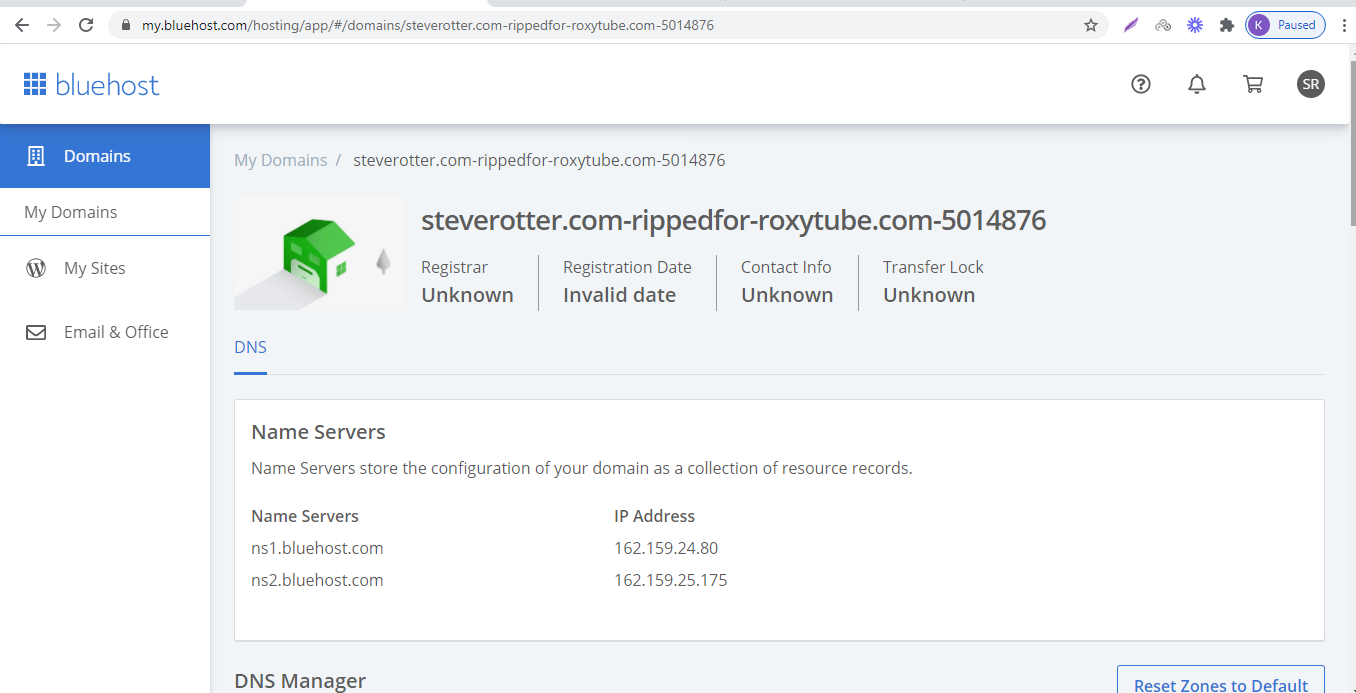 my.bluehost.com/hosting/app/#/domains/steverotter.com-rippedfor-roxytube.com-5014876
K Paused
bluehost
SR
Domains
My Domains
My Sites
Email & Office
My Domains / steverotter.com-rippedfor-roxytube.com-5014876
steverotter.com-rippedfor-roxytube.com-5014876
Registrar Registration Date Contact Info Transfer Lock
Unknown Invalid date Unknown Unknown
DNS
Name Servers
Name Servers store the configuration of your domain as a collection of resource records.
Name Servers IP Address
ns1.bluehost.com 162.159.24.80
ns2.bluehost.com 162.159.25.175
DNS Manager Reset Zones to Default